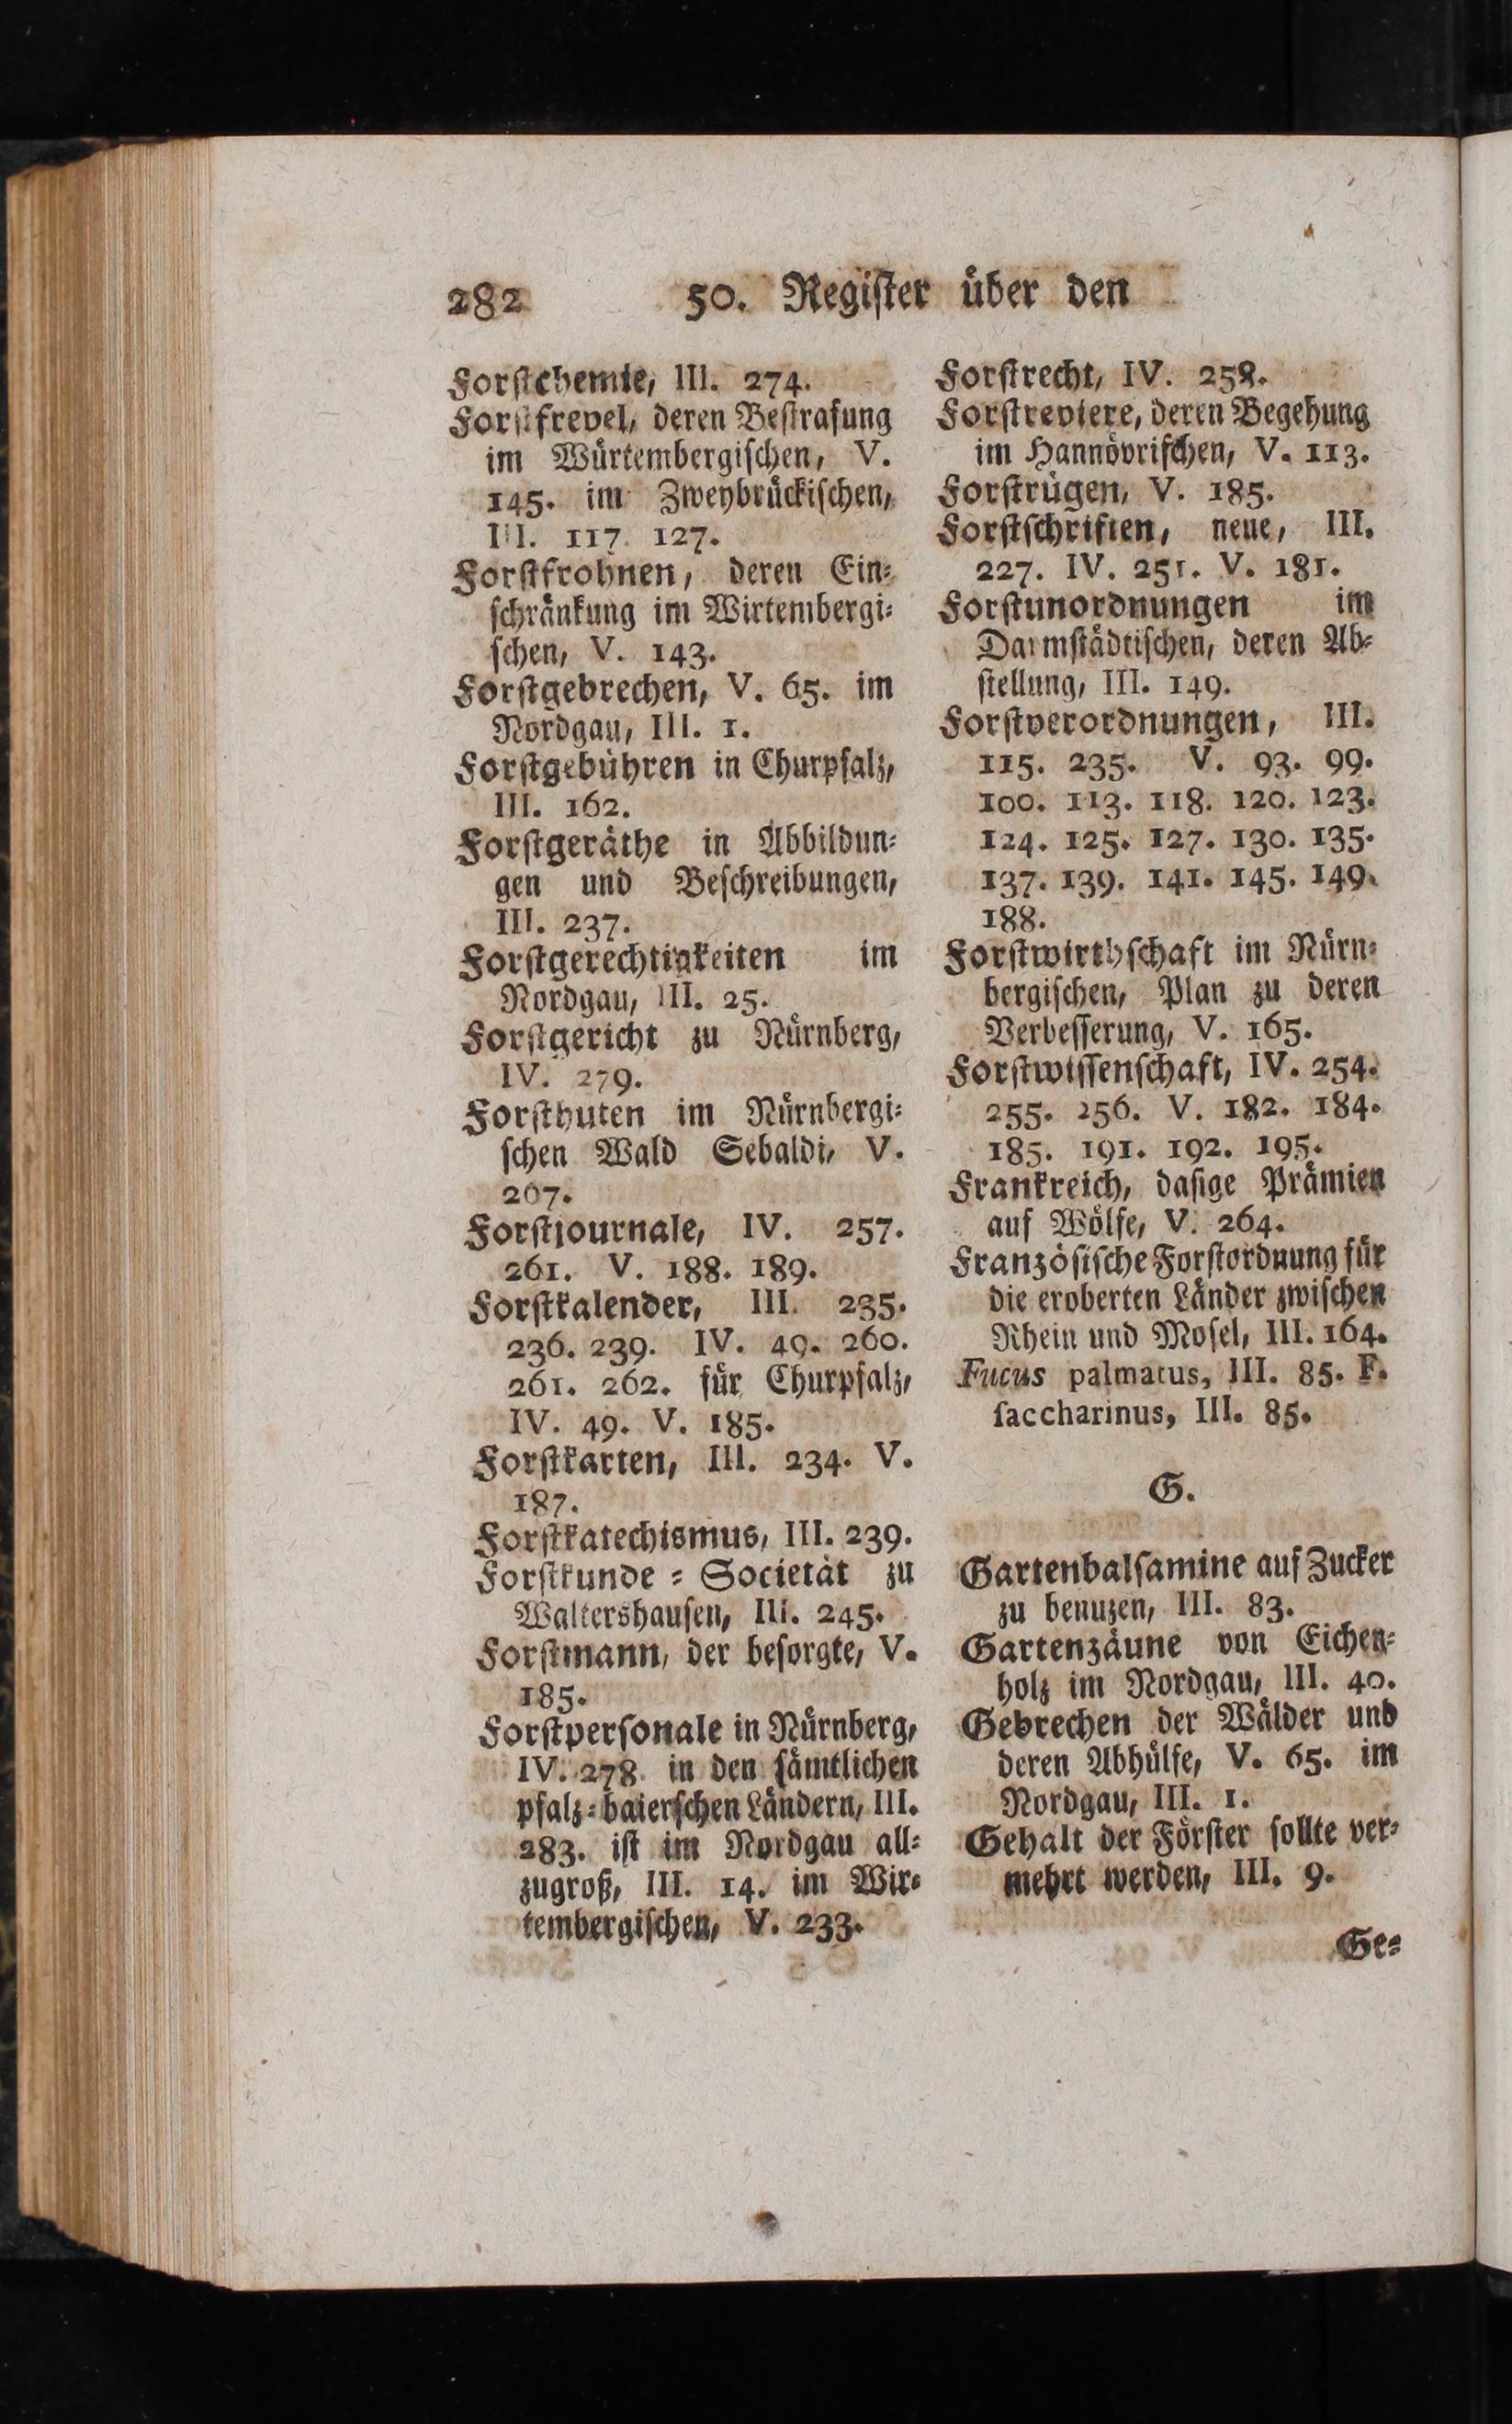 282 50. Regiſter über den
Forſtchemie, III. 274.
Forſtfrevel, deren Beſtrafung
im Würtembergiſchen, V.
145. im Zweybrückiſchen,
III. 117. 127.
Forſtfrohnen, deren Ein⸗
ſchränkung im Wirtembergi⸗
ſchen, V. 143.
Forſtgebrechen, V. 65. im
Nordgau, III. 1.
Forſtgebühren in Churpfalz,
III. 162.
Forſtgeräthe in Abbildun⸗
gen und Beſchreibungen,
III. 237.
Forſtgerechtigkeiten im
Nordgau, III. 25.
Forſtgericht zu Nürnberg,
IV. 279.
Forſthuten im Nürnbergi⸗
ſchen Wald Sebaldi, V.
207.
Forſtjournale, IV. 257.
261. V. 188. 189.
Forſtkalender, III. 235.
236. 239. IV. 49. 260.
261. 262. für Churpfalz,
IV. 49. V. 185.
Forſtkarten, III. 234. V.
187.
Forſtkatechismus, III. 239.
Forſtkunde ⸗ Societät zu
Waltershauſen, III. 245.
Forſtmann, der beſorgte, V.
185.
Forſtperſonale in Nürnberg,
IV. 278. in den ſämtlichen
pfalz⸗baierſchen Ländern, III.
283. iſt im Nordgau all⸗
zugroß, III. 14. im Wir⸗
tembergiſchen, V. 233.
Forſtrecht, IV. 258.
Forſtreviere, deren Begehung
im Hannövriſchen, V. 113.
Forſtrügen, V. 185.
Forſtſchriften, neue, III.
227. IV. 251. V. 181.
Forſtunordnungen im
Darmſtädtiſchen, deren Ab⸗
ſtellung, III. 149.
Forſtverordnungen, III.
115. 235. V. 93. 99.
100. 113. 118. 120. 123.
124. 125. 127. 130. 135.
137. 139. 141. 145. 149.
188.
Forſtwirthſchaft im Nürn⸗
bergiſchen, Plan zu deren
Verbeſſerung, V. 165.
Forſtwiſſenſchaft, IV. 254.
255. 256. V. 182. 184.
185. 191. 192. 195.
Frankreich, daſige Prämien
auf Wölfe, V. 264.
Franzöſiſche Forſtordnung für
die eroberten Länder zwiſchen
Rhein und Moſel, III. 164.
Fucus palmatus, III. 85. F.
ſaccharinus, III. 85.
G.
Gartenbalſamine auf Zucker
zu benuzen, III. 83.
Gartenzäune von Eichen⸗
holz im Nordgau, III. 40.
Gebrechen der Wälder und
deren Abhülfe, V. 65. im
Nordgau, III. 1.
Gehalt der Förſter ſollte ver⸗
mehrt werden, III. 9.
Ge⸗